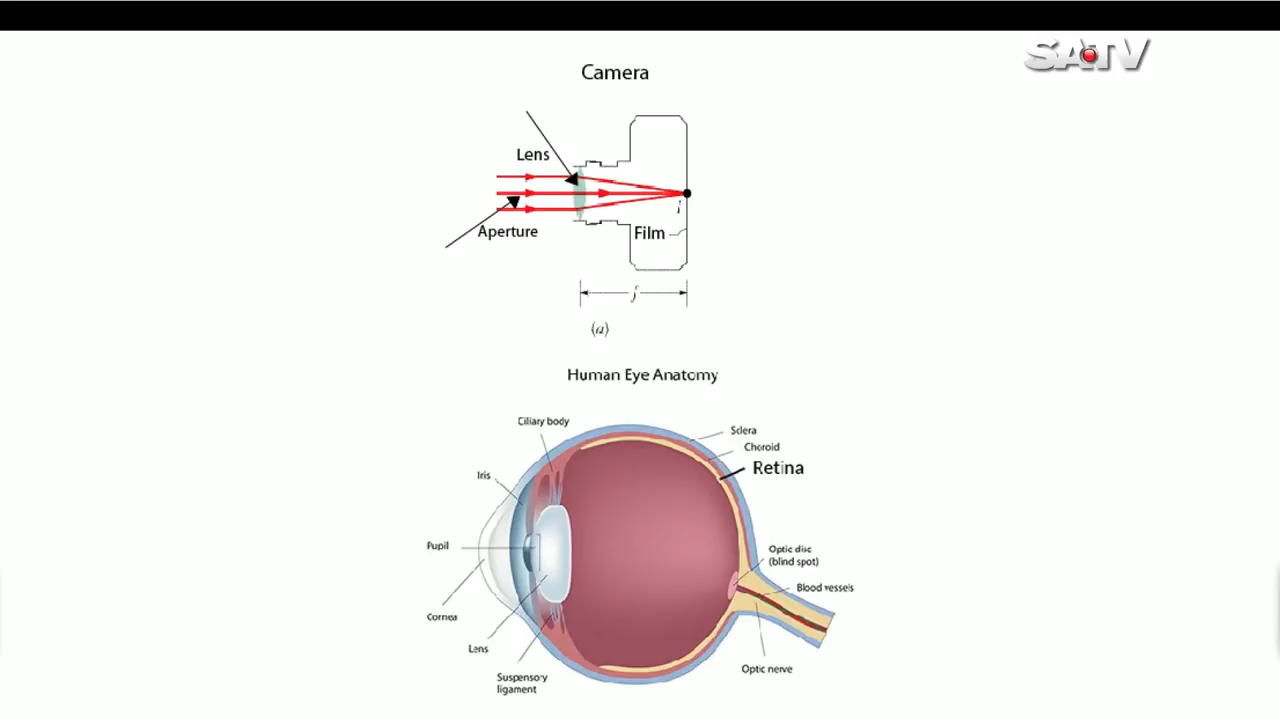 SATV
Camera
Lens
Aperture
Film
i
f
(a)
Human Eye Anatomy
Ciliary body
Sclera
Choroid
Retina
Iris
Pupil
Optic disc
(blind spot)
Blood vessels
Cornea
Lens
Suspensory
ligament
Optic nerve